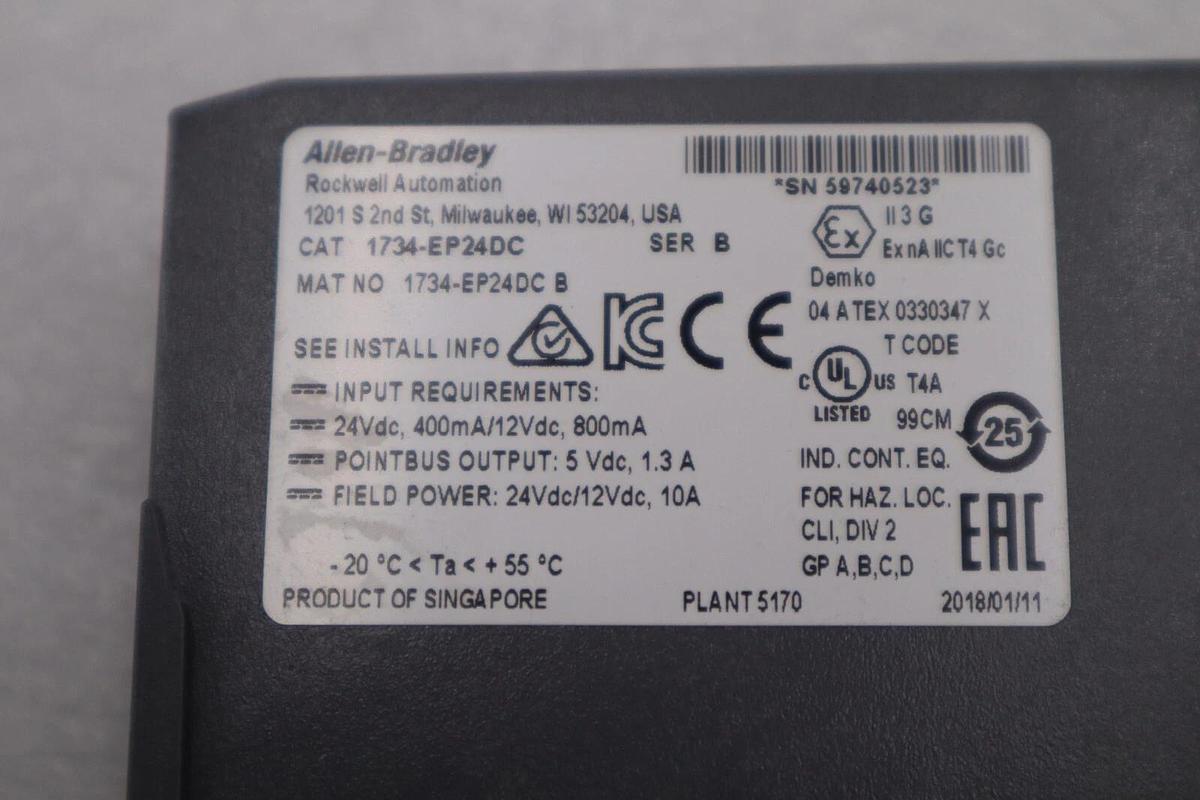 Allen-Bradley
Rockwell Automation
1201 S 2nd St, Milwaukee, WI 53204, USA
CAT 1734-EP24DC SER B
MAT NO 1734-EP24DC B
SEE INSTALL INFO
INPUT REQUIREMENTS:
24Vdc, 400mA/12Vdc, 800mA
POINTBUS OUTPUT: 5 Vdc, 1.3 A
FIELD POWER: 24Vdc/12Vdc, 10A
- 20 °C < Ta < + 55 °C
PRODUCT OF SINGAPORE
PLANT 5170
*SN 59740523*
Ex
II 3 G
Ex nA IIC T4 Gc
Demko
04 ATEX 0330347 X
KC CE
T CODE
C UL US T4A
LISTED 99CM
25
IND. CONT. EQ.
FOR HAZ. LOC.
CLI, DIV 2
GP A,B,C,D
EAC
2018/01/11